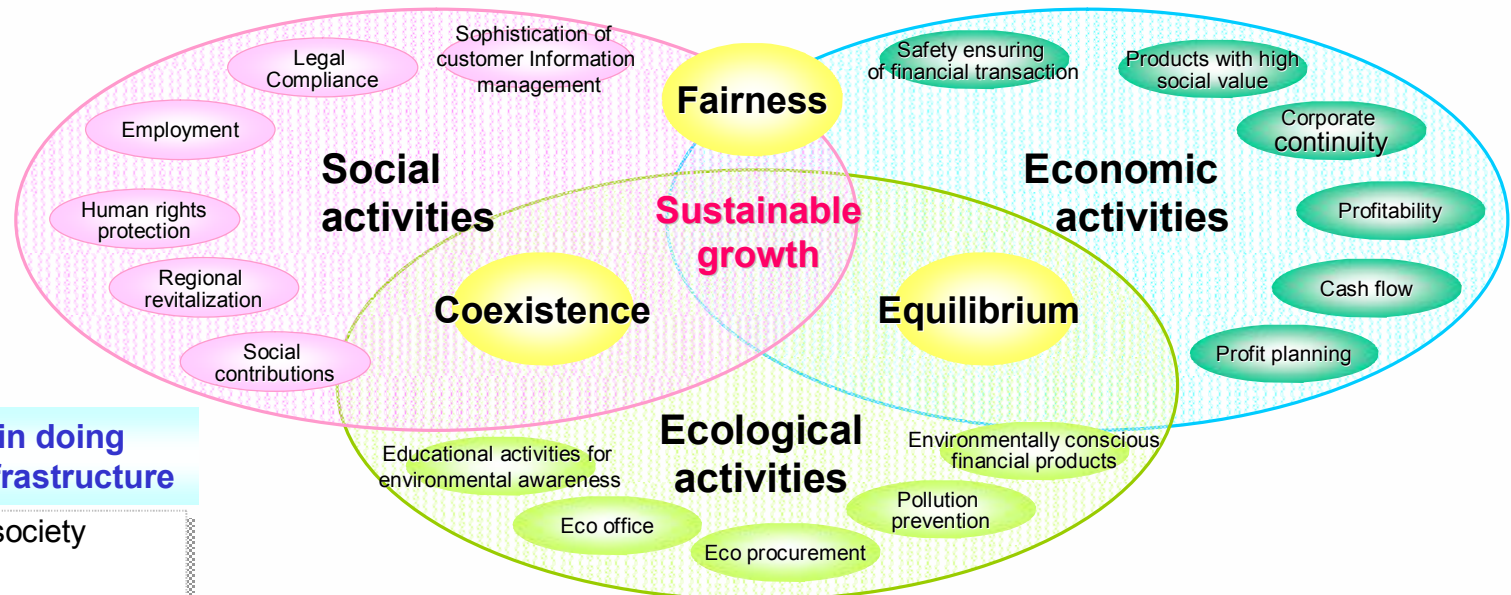 Legal
Compliance
Sophistication of
customer Information
management
Employment
Human rights
protection
Regional
revitalization
Social
contributions
Social
activities
Fairness
Safety ensuring
of financial transaction
Products with high
social value
Corporate
continuity
Profitability
Cash flow
Profit planning
Economic
activities
Sustainable
growth
Coexistence
Equilibrium
Ecological
activities
Educational activities for
environmental awareness
Eco office
Eco procurement
Pollution
prevention
Environmentally conscious
financial products
in doing
frastructure
society